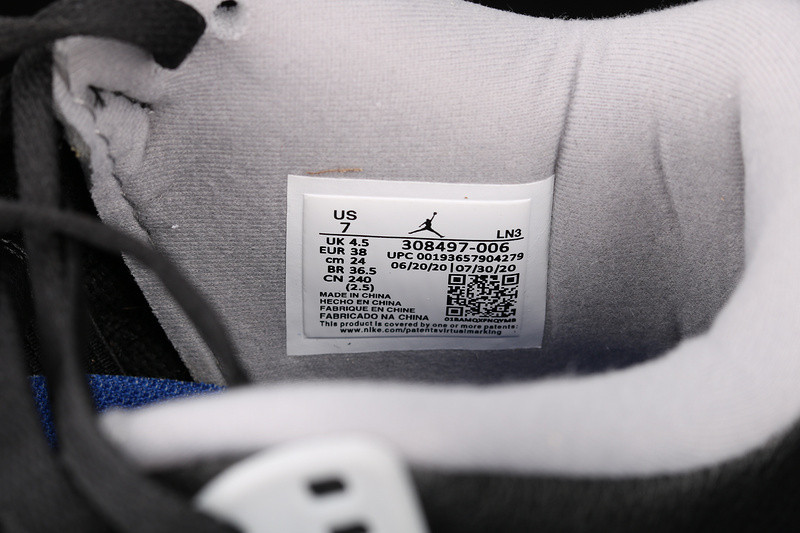 US
7
LN3
UK 4.5
EUR 38
cm 24
BR 36.5
CN 240
(2.5)
308497-006
UPC 00193657904279
06/20/20 | 07/30/20
MADE IN CHINA
HECHO EN CHINA
FABRIQUE EN CHINE
FABRICADO NA CHINA
This product is covered by one or more patents:
www.nike.com/patentsvirtualmarking